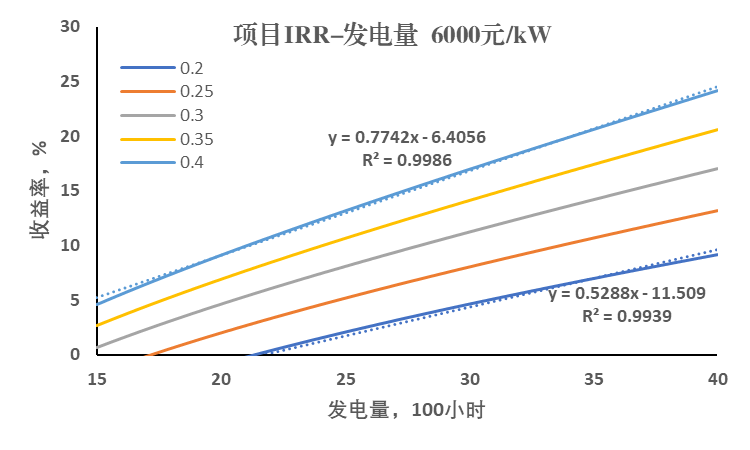 项目IRR-发电量 6000元/kW
30
25
20
15
10
5
0
收益率，%
0.2
0.25
0.3
0.35
0.4
y = 0.7742x - 6.4056
R² = 0.9986
y = 0.5288x - 11.509
R² = 0.9939
15 20 25 30 35 40
发电量，100小时